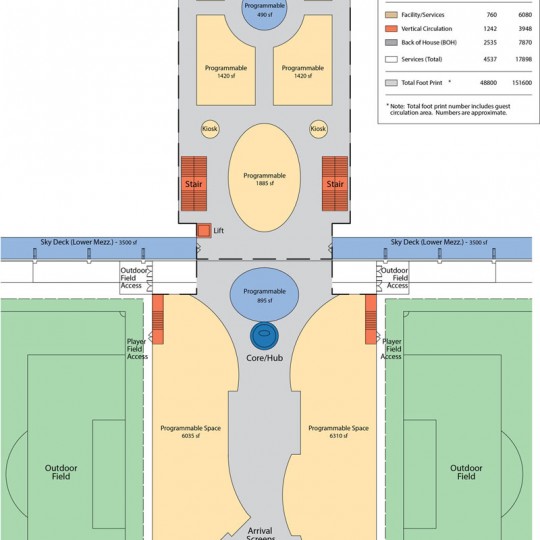 Programmable
490 sf
Facility/Services 760 6080
Vertical Circulation 1242 3948
Back of House (BOH) 2535 7870
Services (Total) 4537 17898
Total Foot Print * 48800 151600
* Note: Total foot print number includes guest
circulation area. Numbers are approximate.
Programmable
1420 sf
Programmable
1420 sf
Kiosk
Kiosk
Programmable
1885 sf
Stair
Stair
Lift
Sky Deck (Lower Mezz.) - 3500 sf
Sky Deck (Lower Mezz.) - 3500 sf
Outdoor
Field
Access
Outdoor
Field
Access
Programmable
895 sf
Player
Field
Access
Player
Field
Access
Core/Hub
Programmable Space
6035 sf
Programmable Space
6310 sf
Outdoor
Field
Outdoor
Field
Arrival
Screens